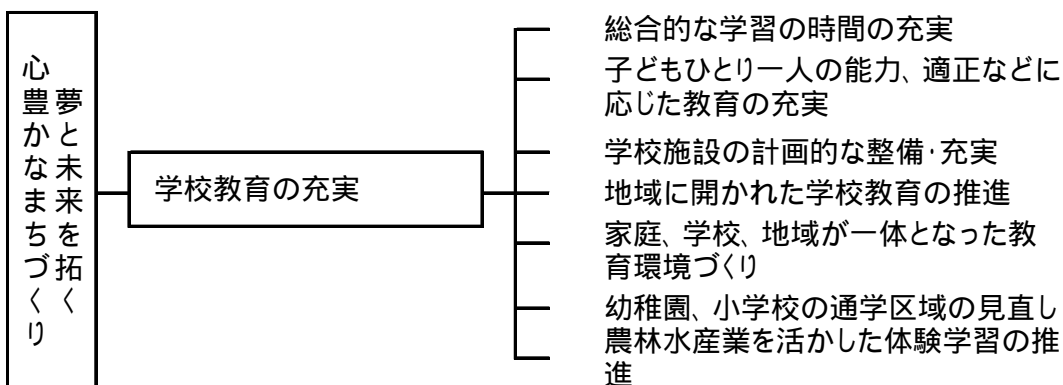 夢と未来を拓く
心豊かなまちづくり
学校教育の充実
総合的な学習の時間の充実
子どもひとり一人の能力、適正などに
応じた教育の充実
学校施設の計画的な整備・充実
地域に開かれた学校教育の推進
家庭、学校、地域が一体となった教
育環境づくり
幼稚園、小学校の通学区域の見直し
農林水産業を活かした体験学習の推
進